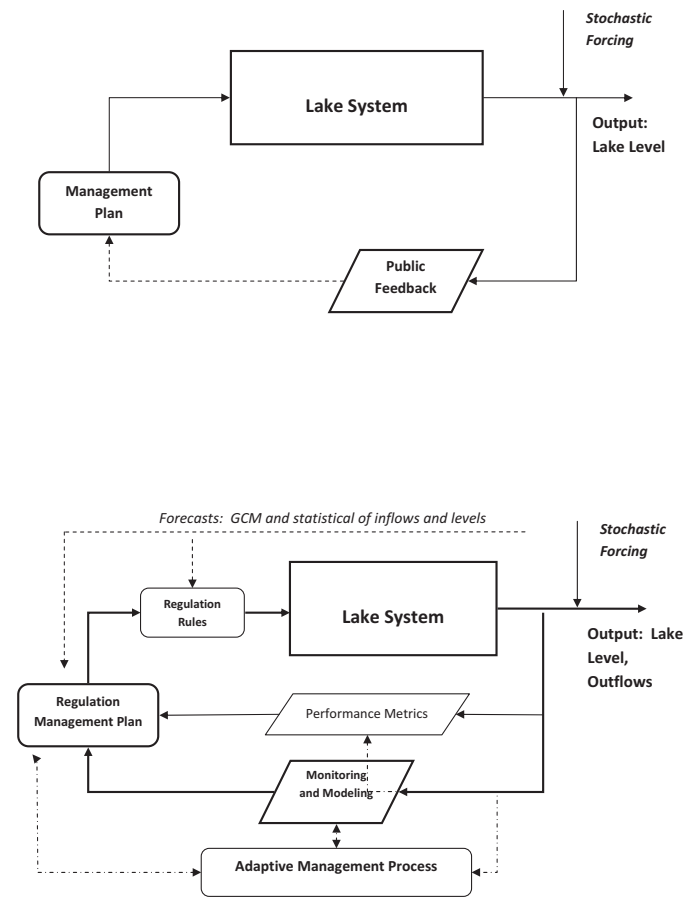 Stochastic
Forcing
Lake System
Output:
Lake Level
Management
Plan
Public
Feedback
Forecasts: GCM and statistical of inflows and levels
Stochastic
Forcing
Regulation
Rules
Lake System
Output: Lake
Level,
Outflows
Regulation
Management Plan
Performance Metrics
Monitoring
and Modeling
Adaptive Management Process